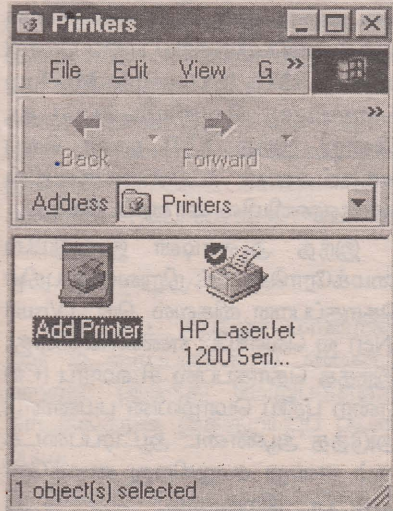 Printers
File Edit View G »
»
Back Forward
Address Printers
Add Printer
HP LaserJet
1200 Seri...
1 object(s) selected